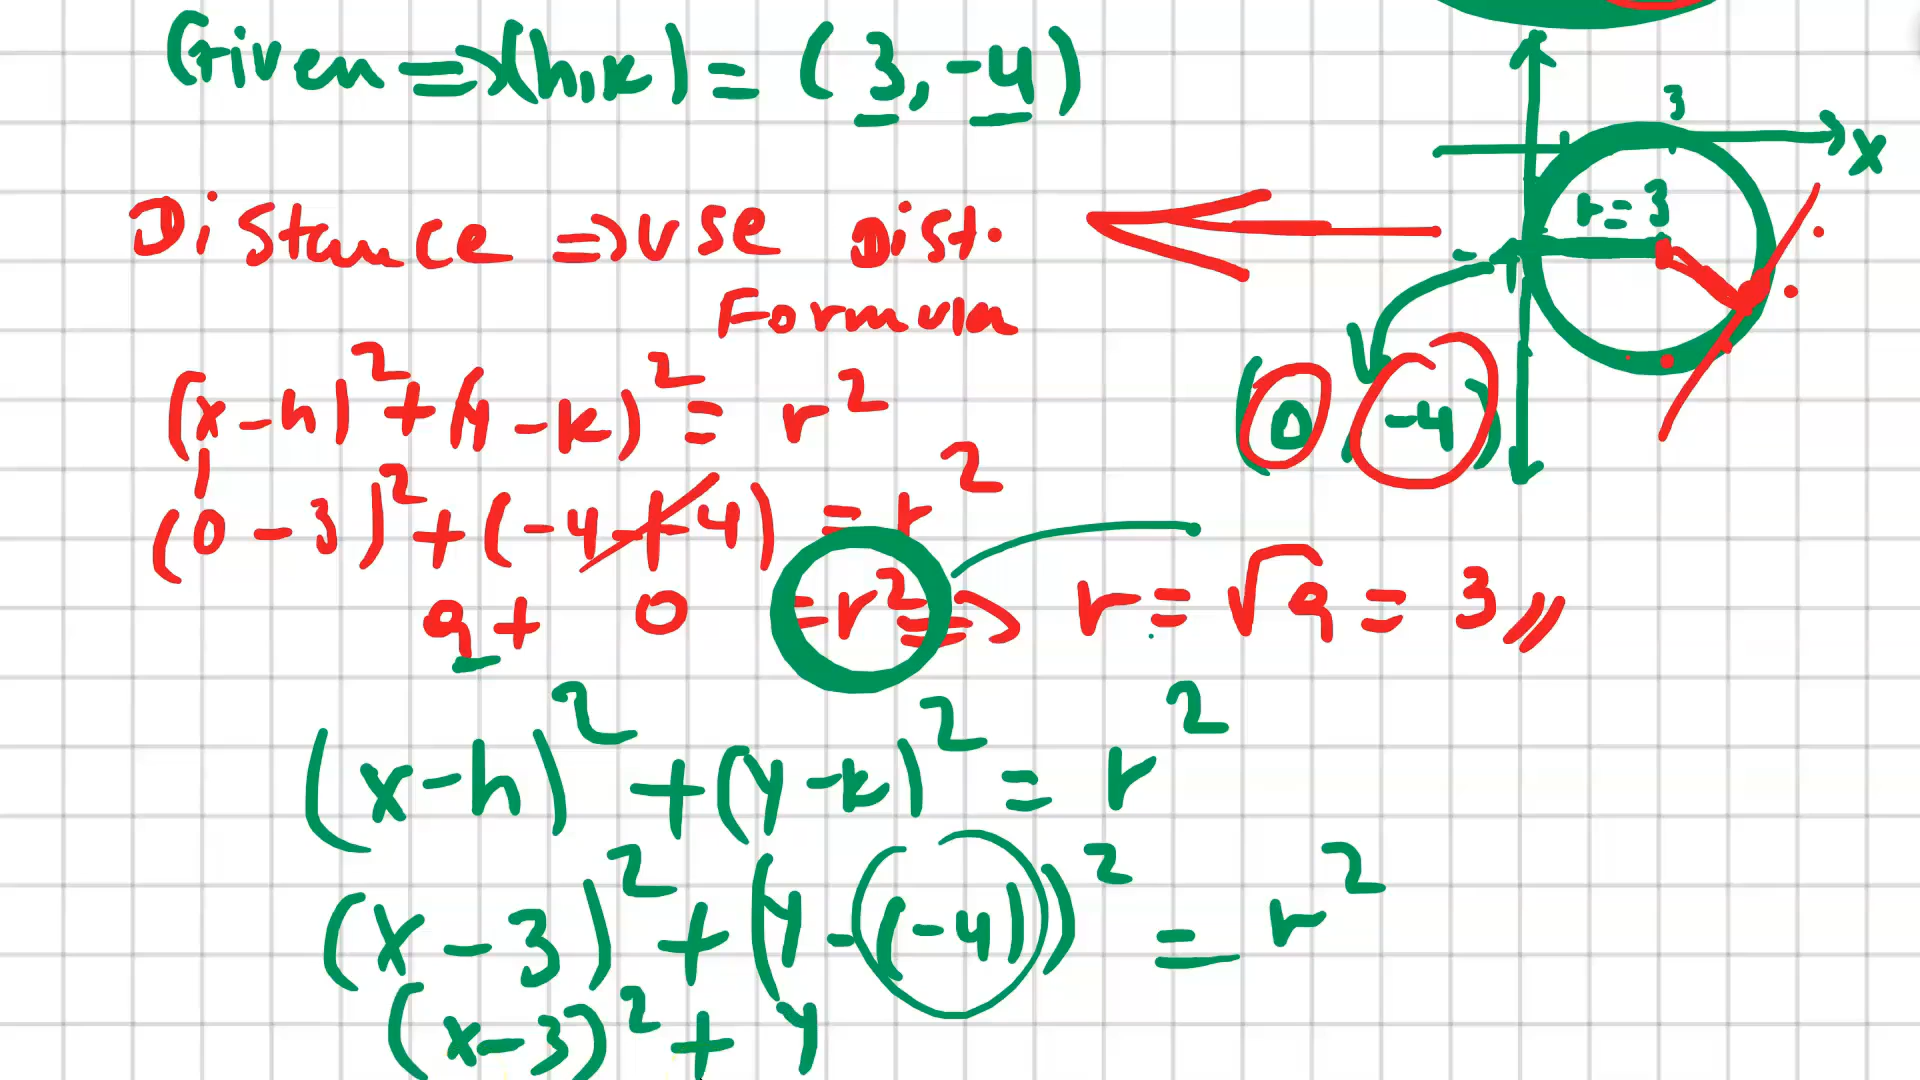 Given => (h,k) = (3, -4)
3
x
r = 3
Distance => Use Dist.
Formula
(0, -4)
(x-h)² + (y-k)² = r²
(0-3)² + (-4--4) = r²
9 + 0 = r² => r = √9 = 3
(x-h)² + (y-k)² = r²
(x-3)² + (y-(-4))² = r²
(x-3)² + y